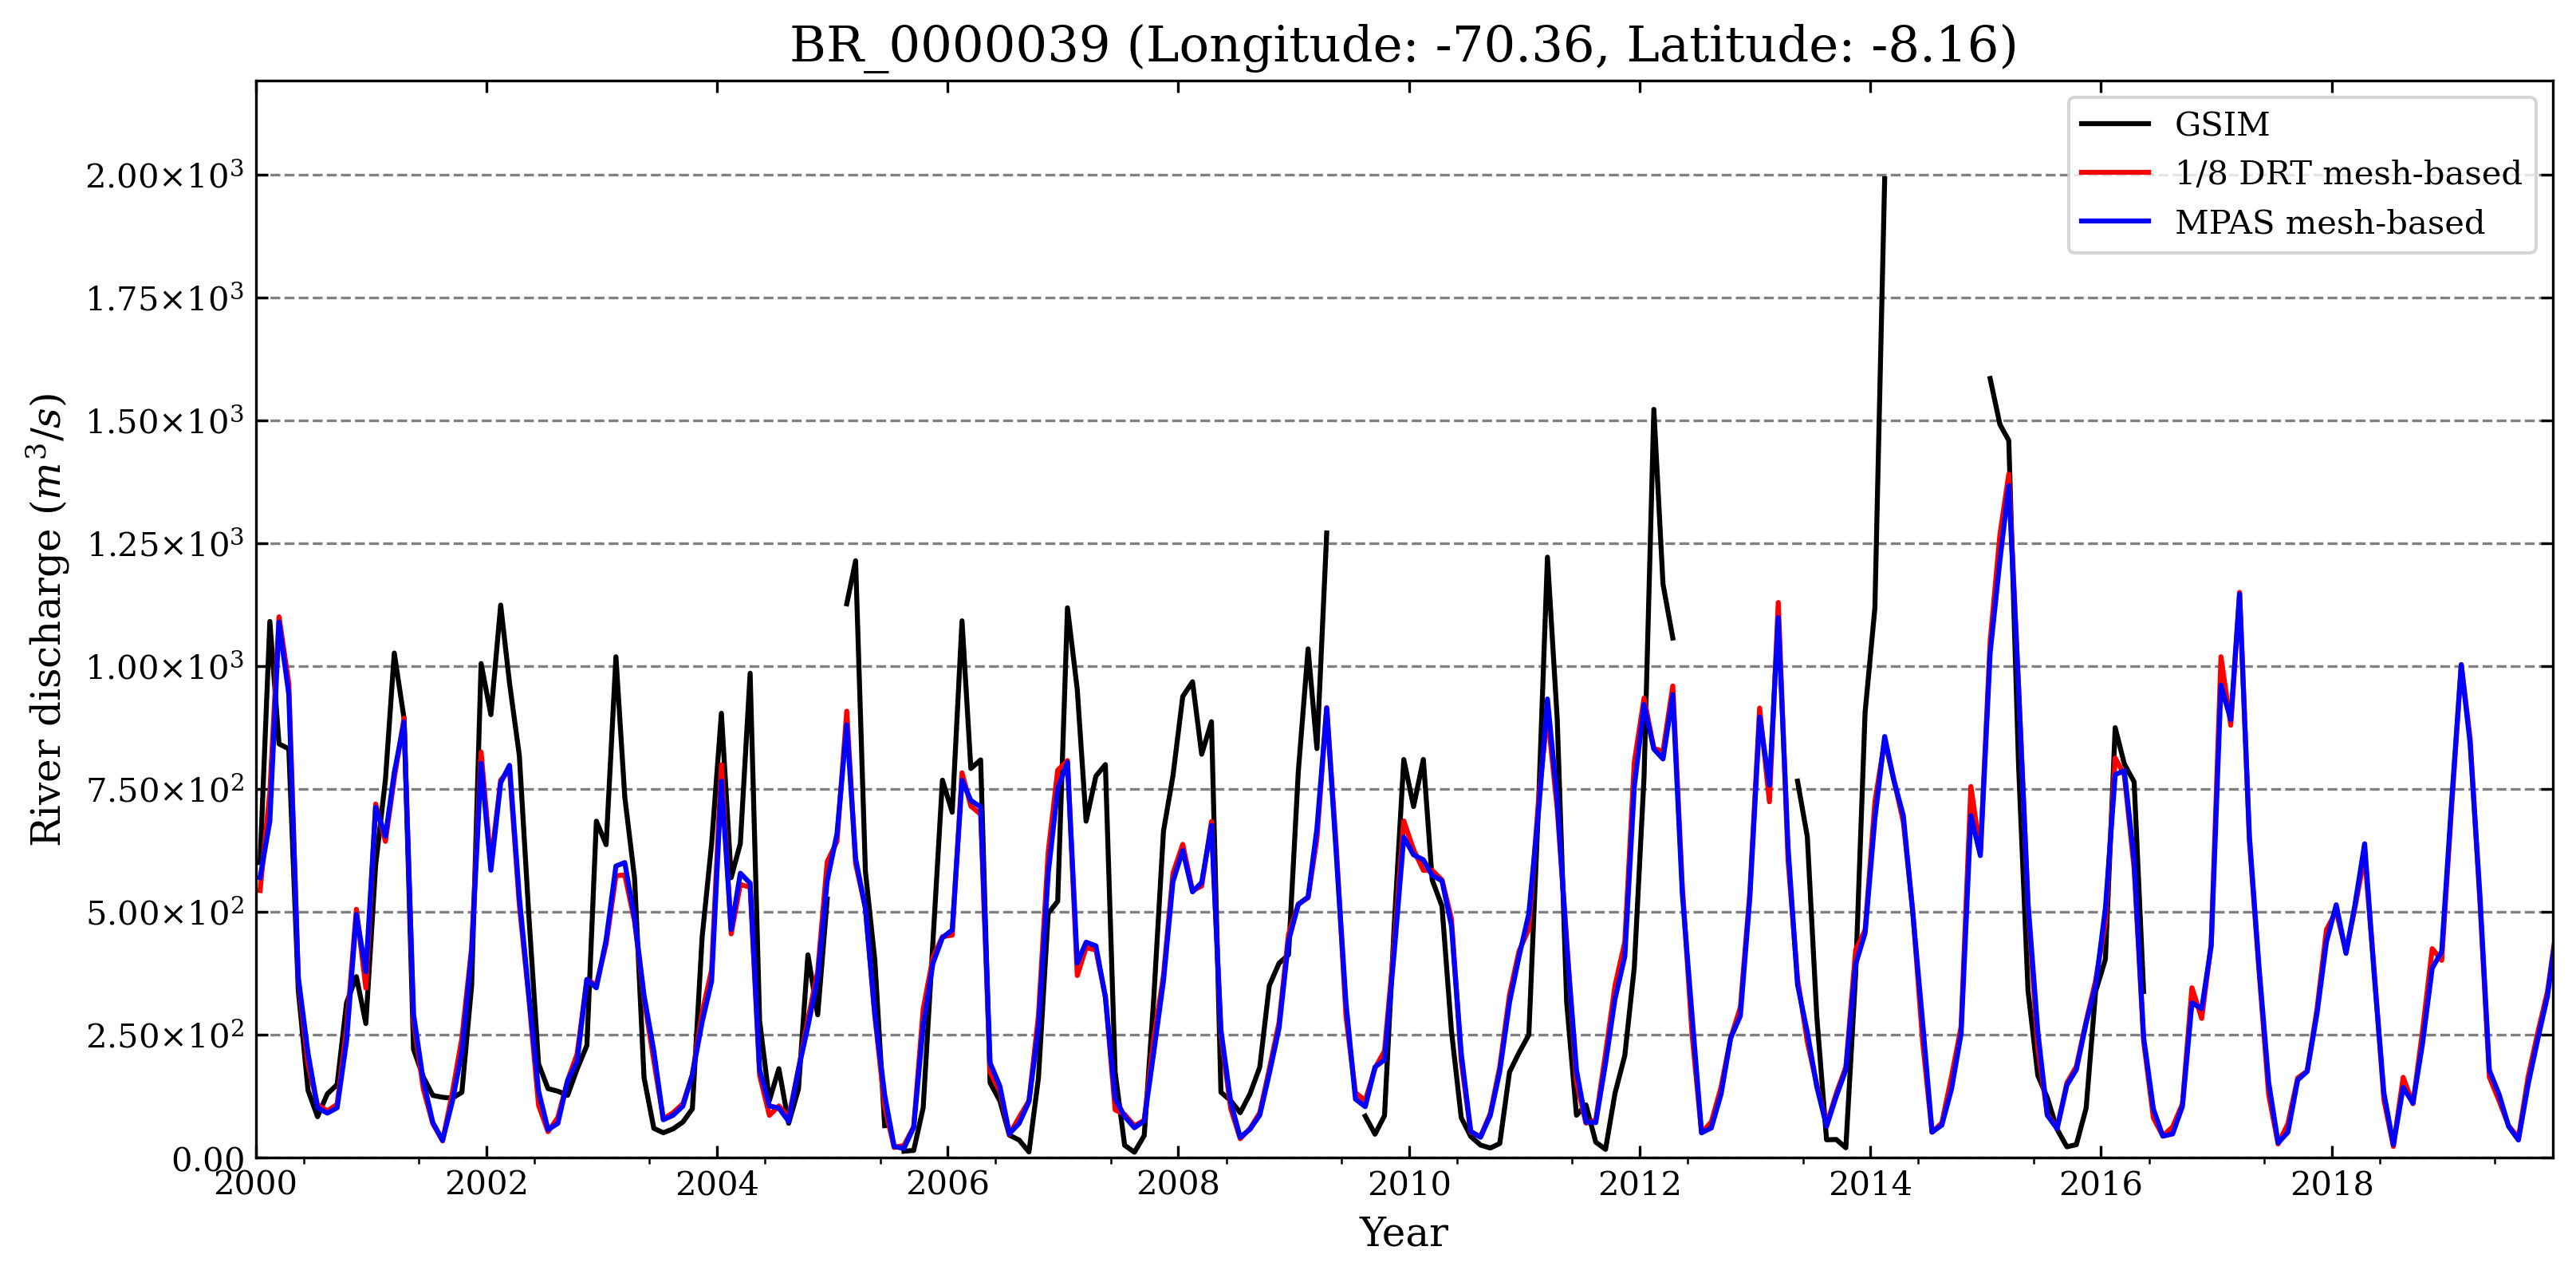 BR_0000039 (Longitude: -70.36, Latitude: -8.16)
GSIM
1/8 DRT mesh-based
MPAS mesh-based
2.00×10³
1.75×10³
1.50×10³
1.25×10³
1.00×10³
7.50×10²
5.00×10²
2.50×10²
0.00
River discharge (m³/s)
2000 2002 2004 2006 2008 2010 2012 2014 2016 2018
Year